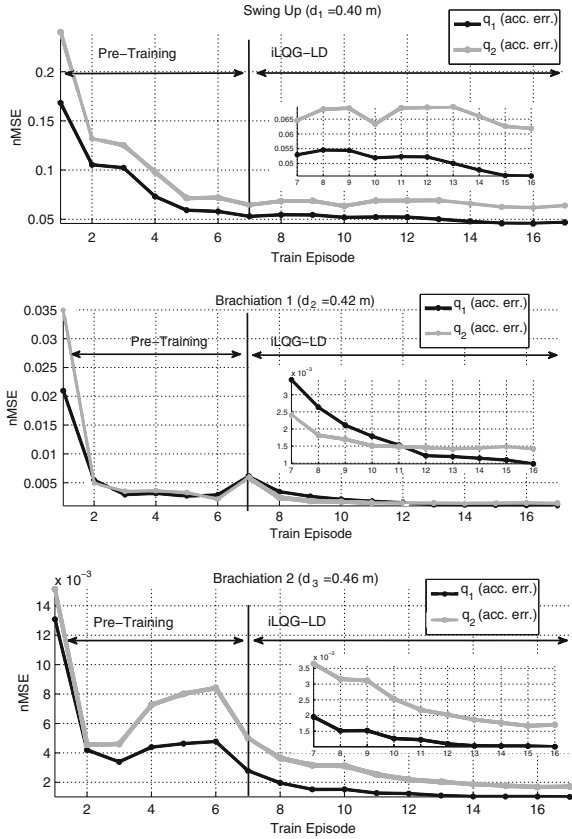 Swing Up (d1 =0.40 m)
q1 (acc. err.)
q2 (acc. err.)
Pre−Training
iLQG−LD
nMSE
0.2
0.15
0.1
0.05
0.065
0.06
0.055
0.05
7 8 9 10 11 12 13 14 15 16
2 4 6 8 10 12 14 16
Train Episode
Brachiation 1 (d2 =0.42 m)
q1 (acc. err.)
q2 (acc. err.)
Pre−Training
iLQG−LD
nMSE
0.035
0.03
0.025
0.02
0.015
0.01
0.005
x 10−3
3
2.5
2
1.5
1
7 8 9 10 11 12 13 14 15 16
2 4 6 8 10 12 14 16
Train Episode
Brachiation 2 (d3 =0.46 m)
x 10−3
q1 (acc. err.)
q2 (acc. err.)
Pre−Training
iLQG−LD
nMSE
14
12
10
8
6
4
2
x 10−3
3.5
3
2.5
2
1.5
1
7 8 9 10 11 12 13 14 15 16
2 4 6 8 10 12 14 16
Train Episode